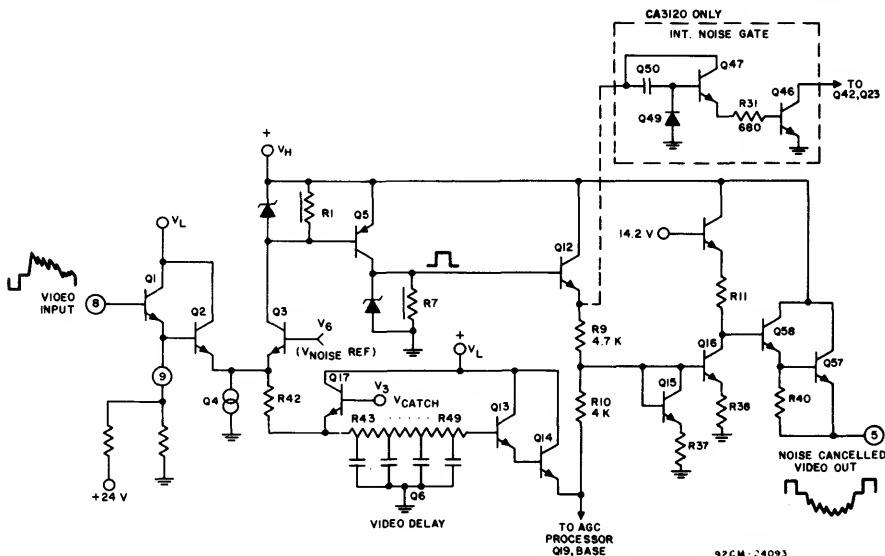 CA3120 ONLY
INT. NOISE GATE
Q50
Q47
Q46
TO
Q42,Q23
R31
680
Q49
+
VH
R1
Q5
VL
Q12
14.2 V
Q1
VIDEO
INPUT
8
Q2
Q3
R7
R11
V6
(VNOISE REF)
+
VL
R9
4.7 K
Q16
Q58
Q57
9
Q4
R42
Q17
V3
VCATCH
R43
.....
R49
Q13
Q14
R10
4K
Q15
R37
R38
R40
5
+24 V
Q6
VIDEO DELAY
NOISE CANCELLED
VIDEO OUT
TO AGC
PROCESSOR
Q19, BASE